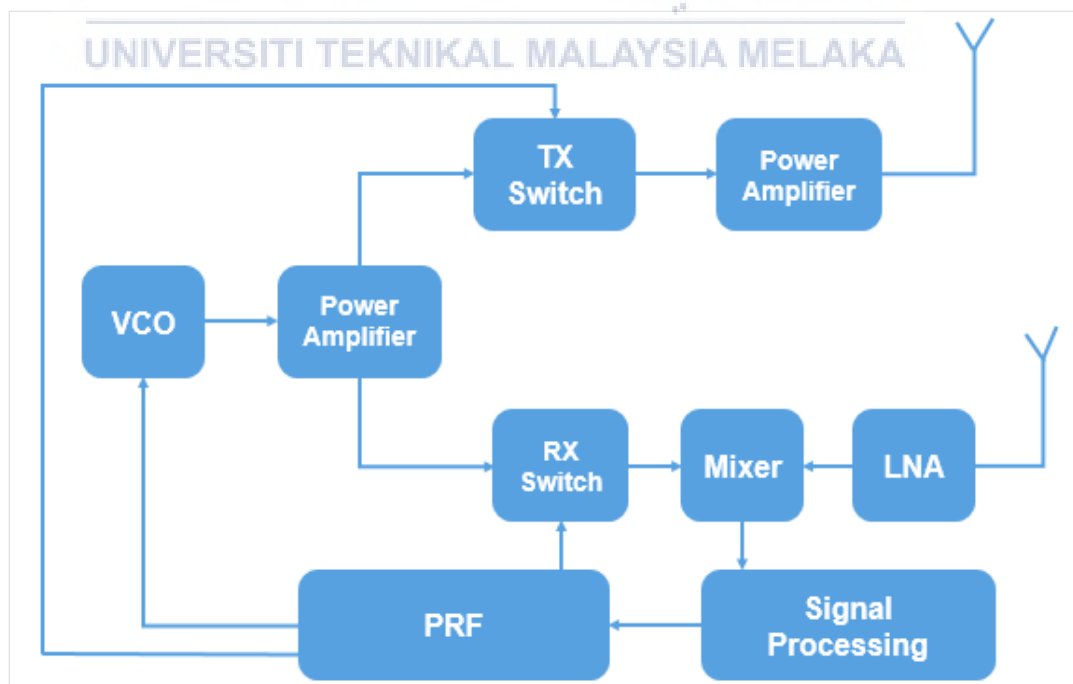 UNIVERSITI TEKNIKAL MALAYSIA MELAKA
TX
Switch
Power
Amplifier
VCO
Power
Amplifier
RX
Switch
Mixer
LNA
PRF
Signal
Processing